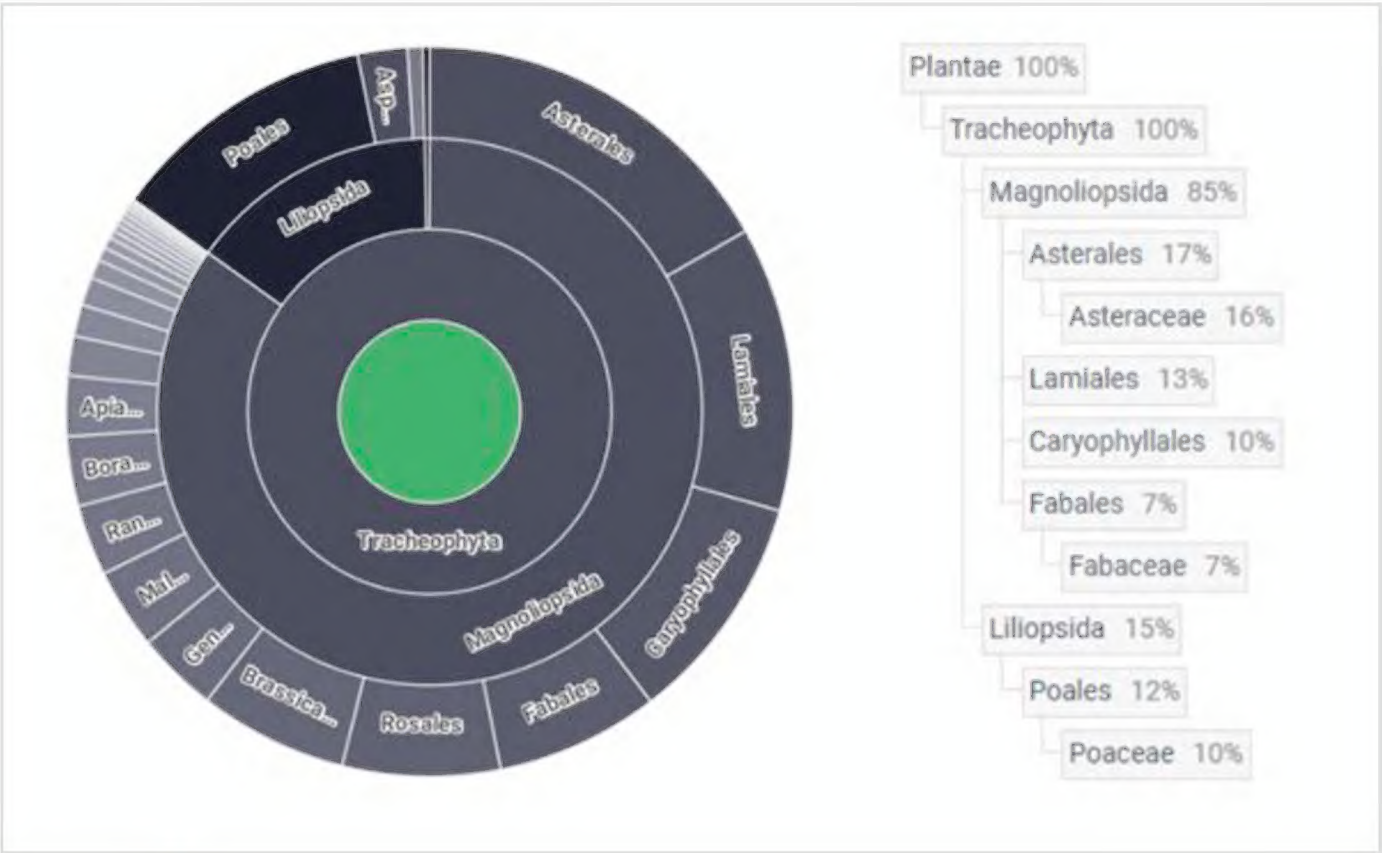 Asterales
Lamiales
Caryophyllales
Fabales
Rosales
Brassica...
Gen...
Mal...
Ran...
Bora...
Apia...
Poales
Asp...
Liliopsida
Magnoliopsida
Tracheophyta
Plantae 100%
Tracheophyta 100%
Magnoliopsida 85%
Asterales 17%
Asteraceae 16%
Lamiales 13%
Caryophyllales 10%
Fabales 7%
Fabaceae 7%
Liliopsida 15%
Poales 12%
Poaceae 10%